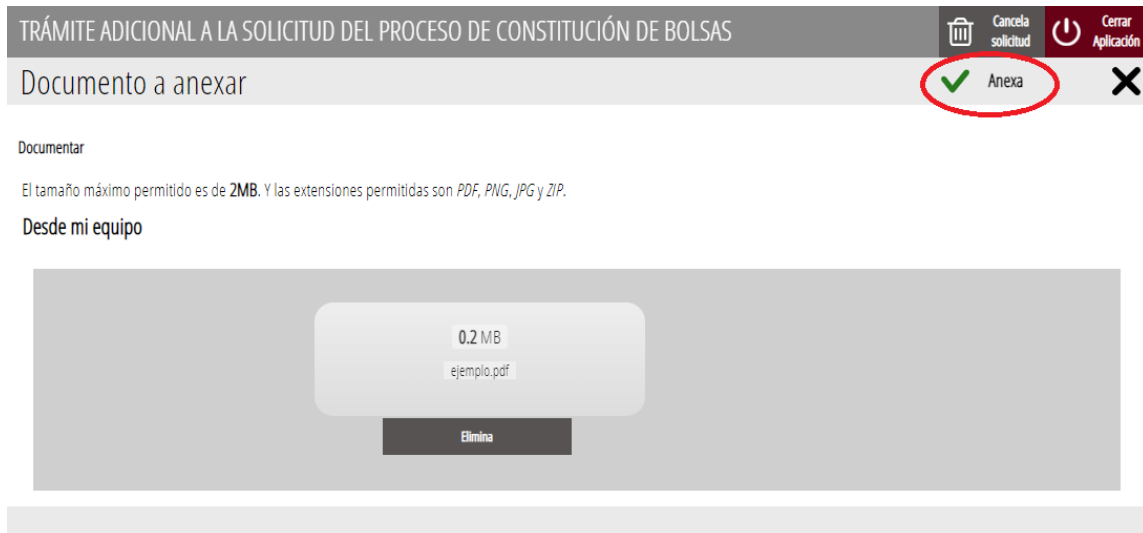 TRÁMITE ADICIONAL A LA SOLICITUD DEL PROCESO DE CONSTITUCIÓN DE BOLSAS
Cancela
solicitud
Cerrar
Aplicación
Documento a anexar
Anexa
Documentar
El tamaño máximo permitido es de 2MB. Y las extensiones permitidas son PDF, PNG, JPG y ZIP.
Desde mi equipo
0.2 MB
ejemplo.pdf
Elimina